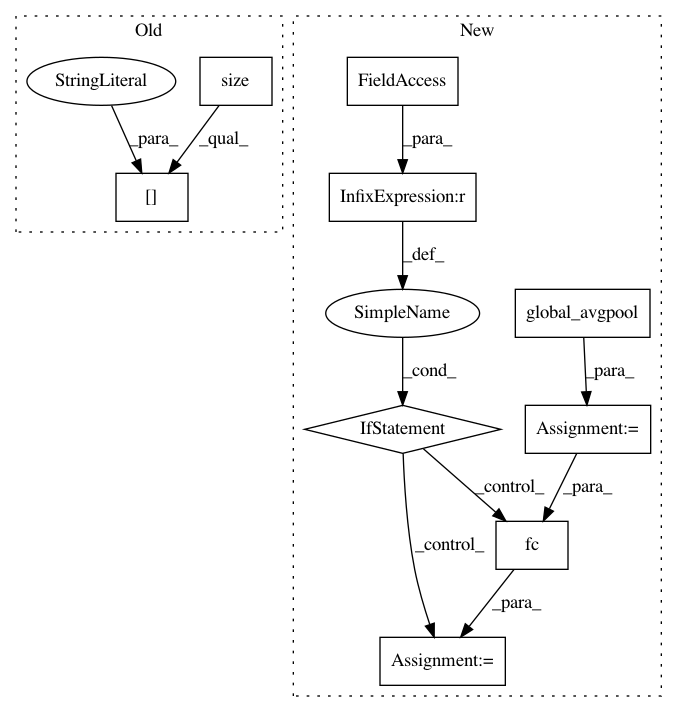 Old
New
StringLiteral
size
FieldAccess
_para_
_qual_
_para_
[]
InfixExpression:r
_def_
SimpleName
global_avgpool
_cond_
_para_
IfStatement
Assignment:=
_control_
_para_
_control_
fc
_para_
Assignment:=